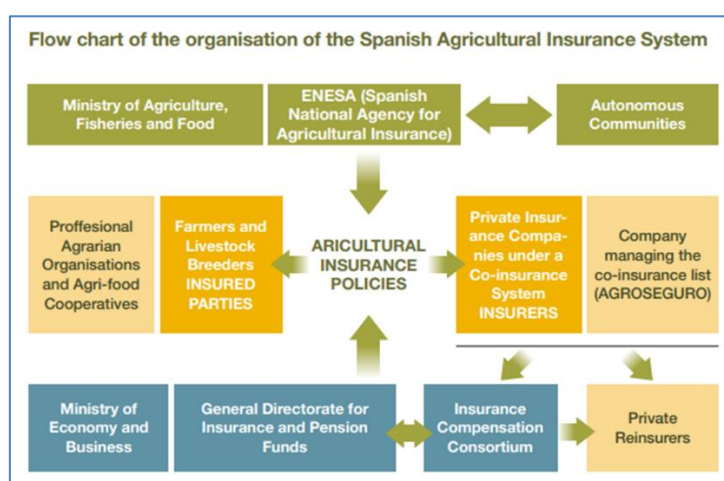 Flow chart of the organisation of the Spanish Agricultural Insurance System
Ministry of Agriculture,
Fisheries and Food
ENESA (Spanish
National Agency for
Agricultural Insurance)
Autonomous
Communities
Proffesional
Agrarian
Organisations
and Agri-food
Cooperatives
Farmers and
Livestock
Breeders
INSURED
PARTIES
ARICULTURAL
INSURANCE
POLICIES
Private Insur-
ance Compa-
nies under a
Co-insurance
System
INSURERS
Company
managing the
co-insurance list
(AGROSEGURO)
Ministry of
Economy and
Business
General Directorate for
Insurance and Pension
Funds
Insurance
Compensation
Consortium
Private
Reinsurers